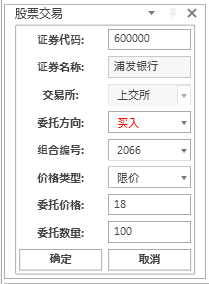 股票交易
证券代码: 600000
证券名称: 浦发银行
交易所: 上交所
委托方向: 买入
组合编号: 2066
价格类型: 限价
委托价格: 18
委托数量: 100
确定 取消